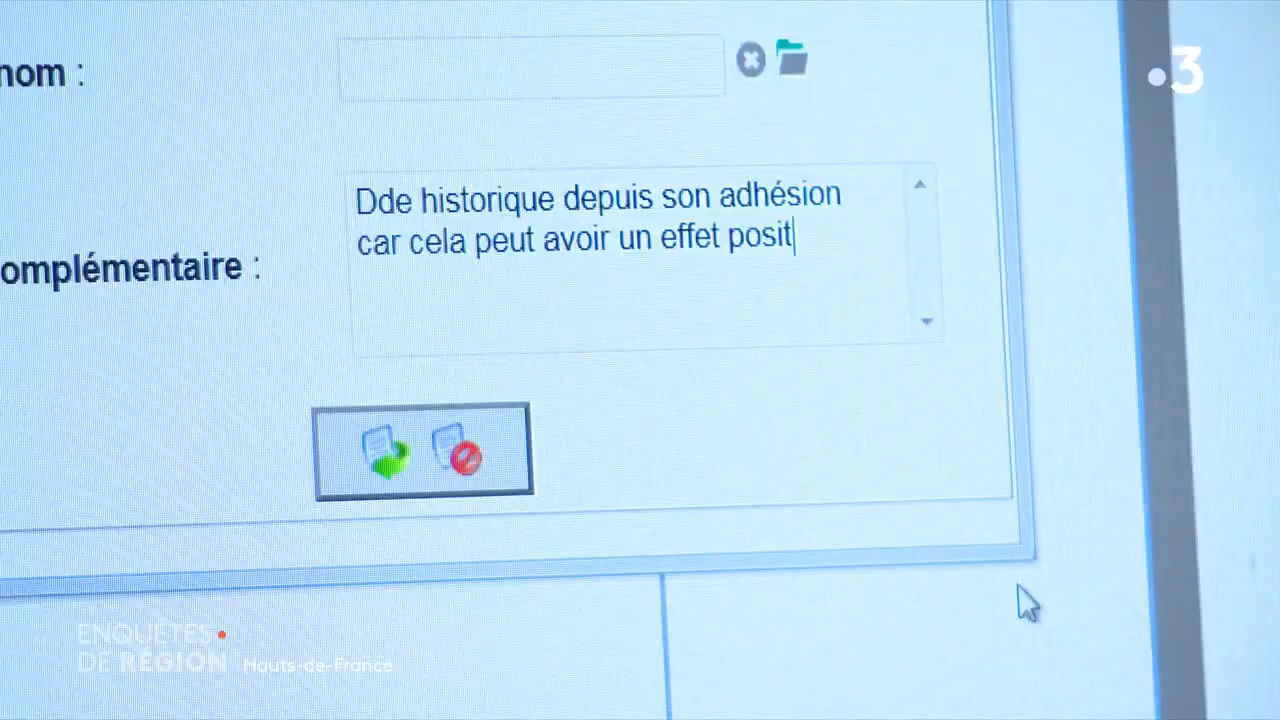 nom :
3
Dde historique depuis son adhésion
car cela peut avoir un effet posit
omplémentaire :
ENQUÊTES
DE RÉGION Hauts-de-France